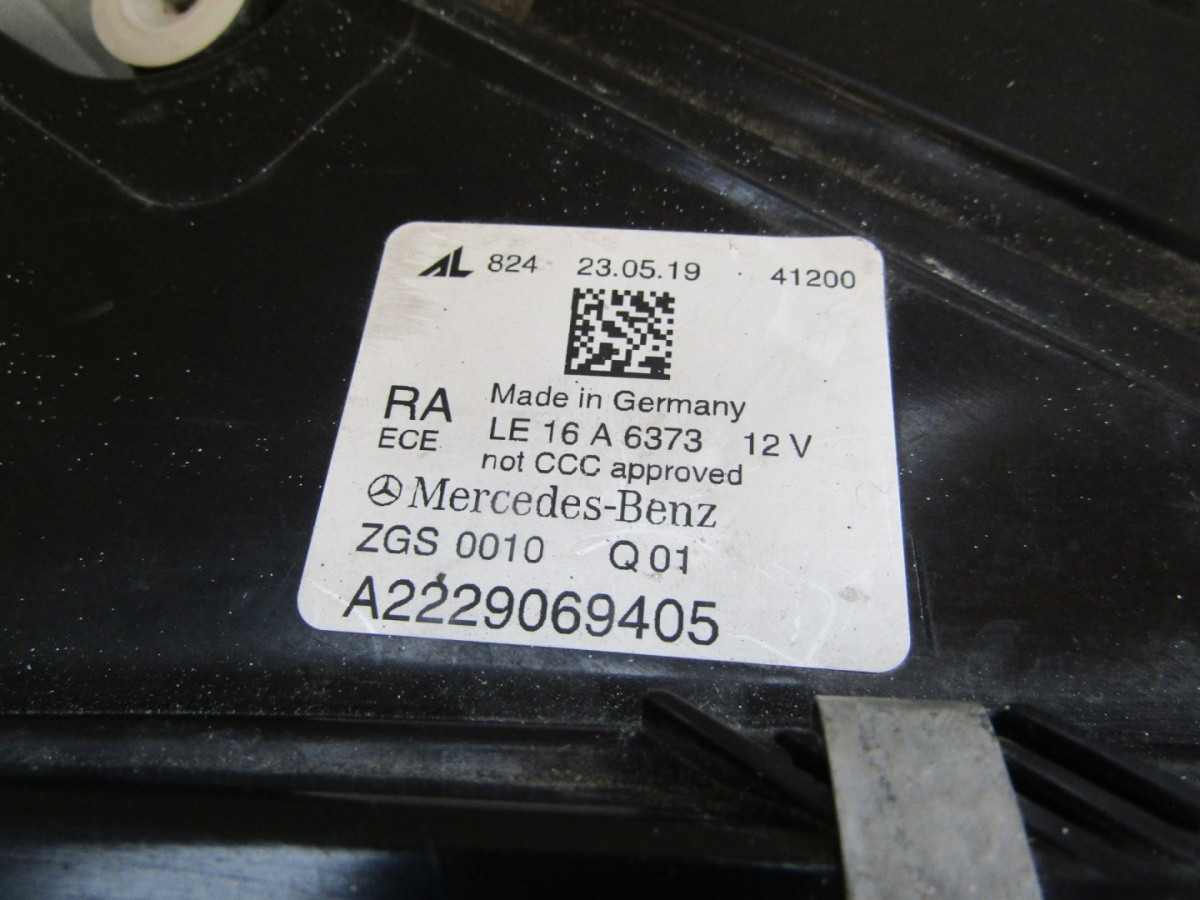 AL 824 23.05.19 41200
RA Made in Germany
ECE LE 16 A 6373 12 V
not CCC approved
Mercedes-Benz
ZGS 0010 Q 01
A2229069405